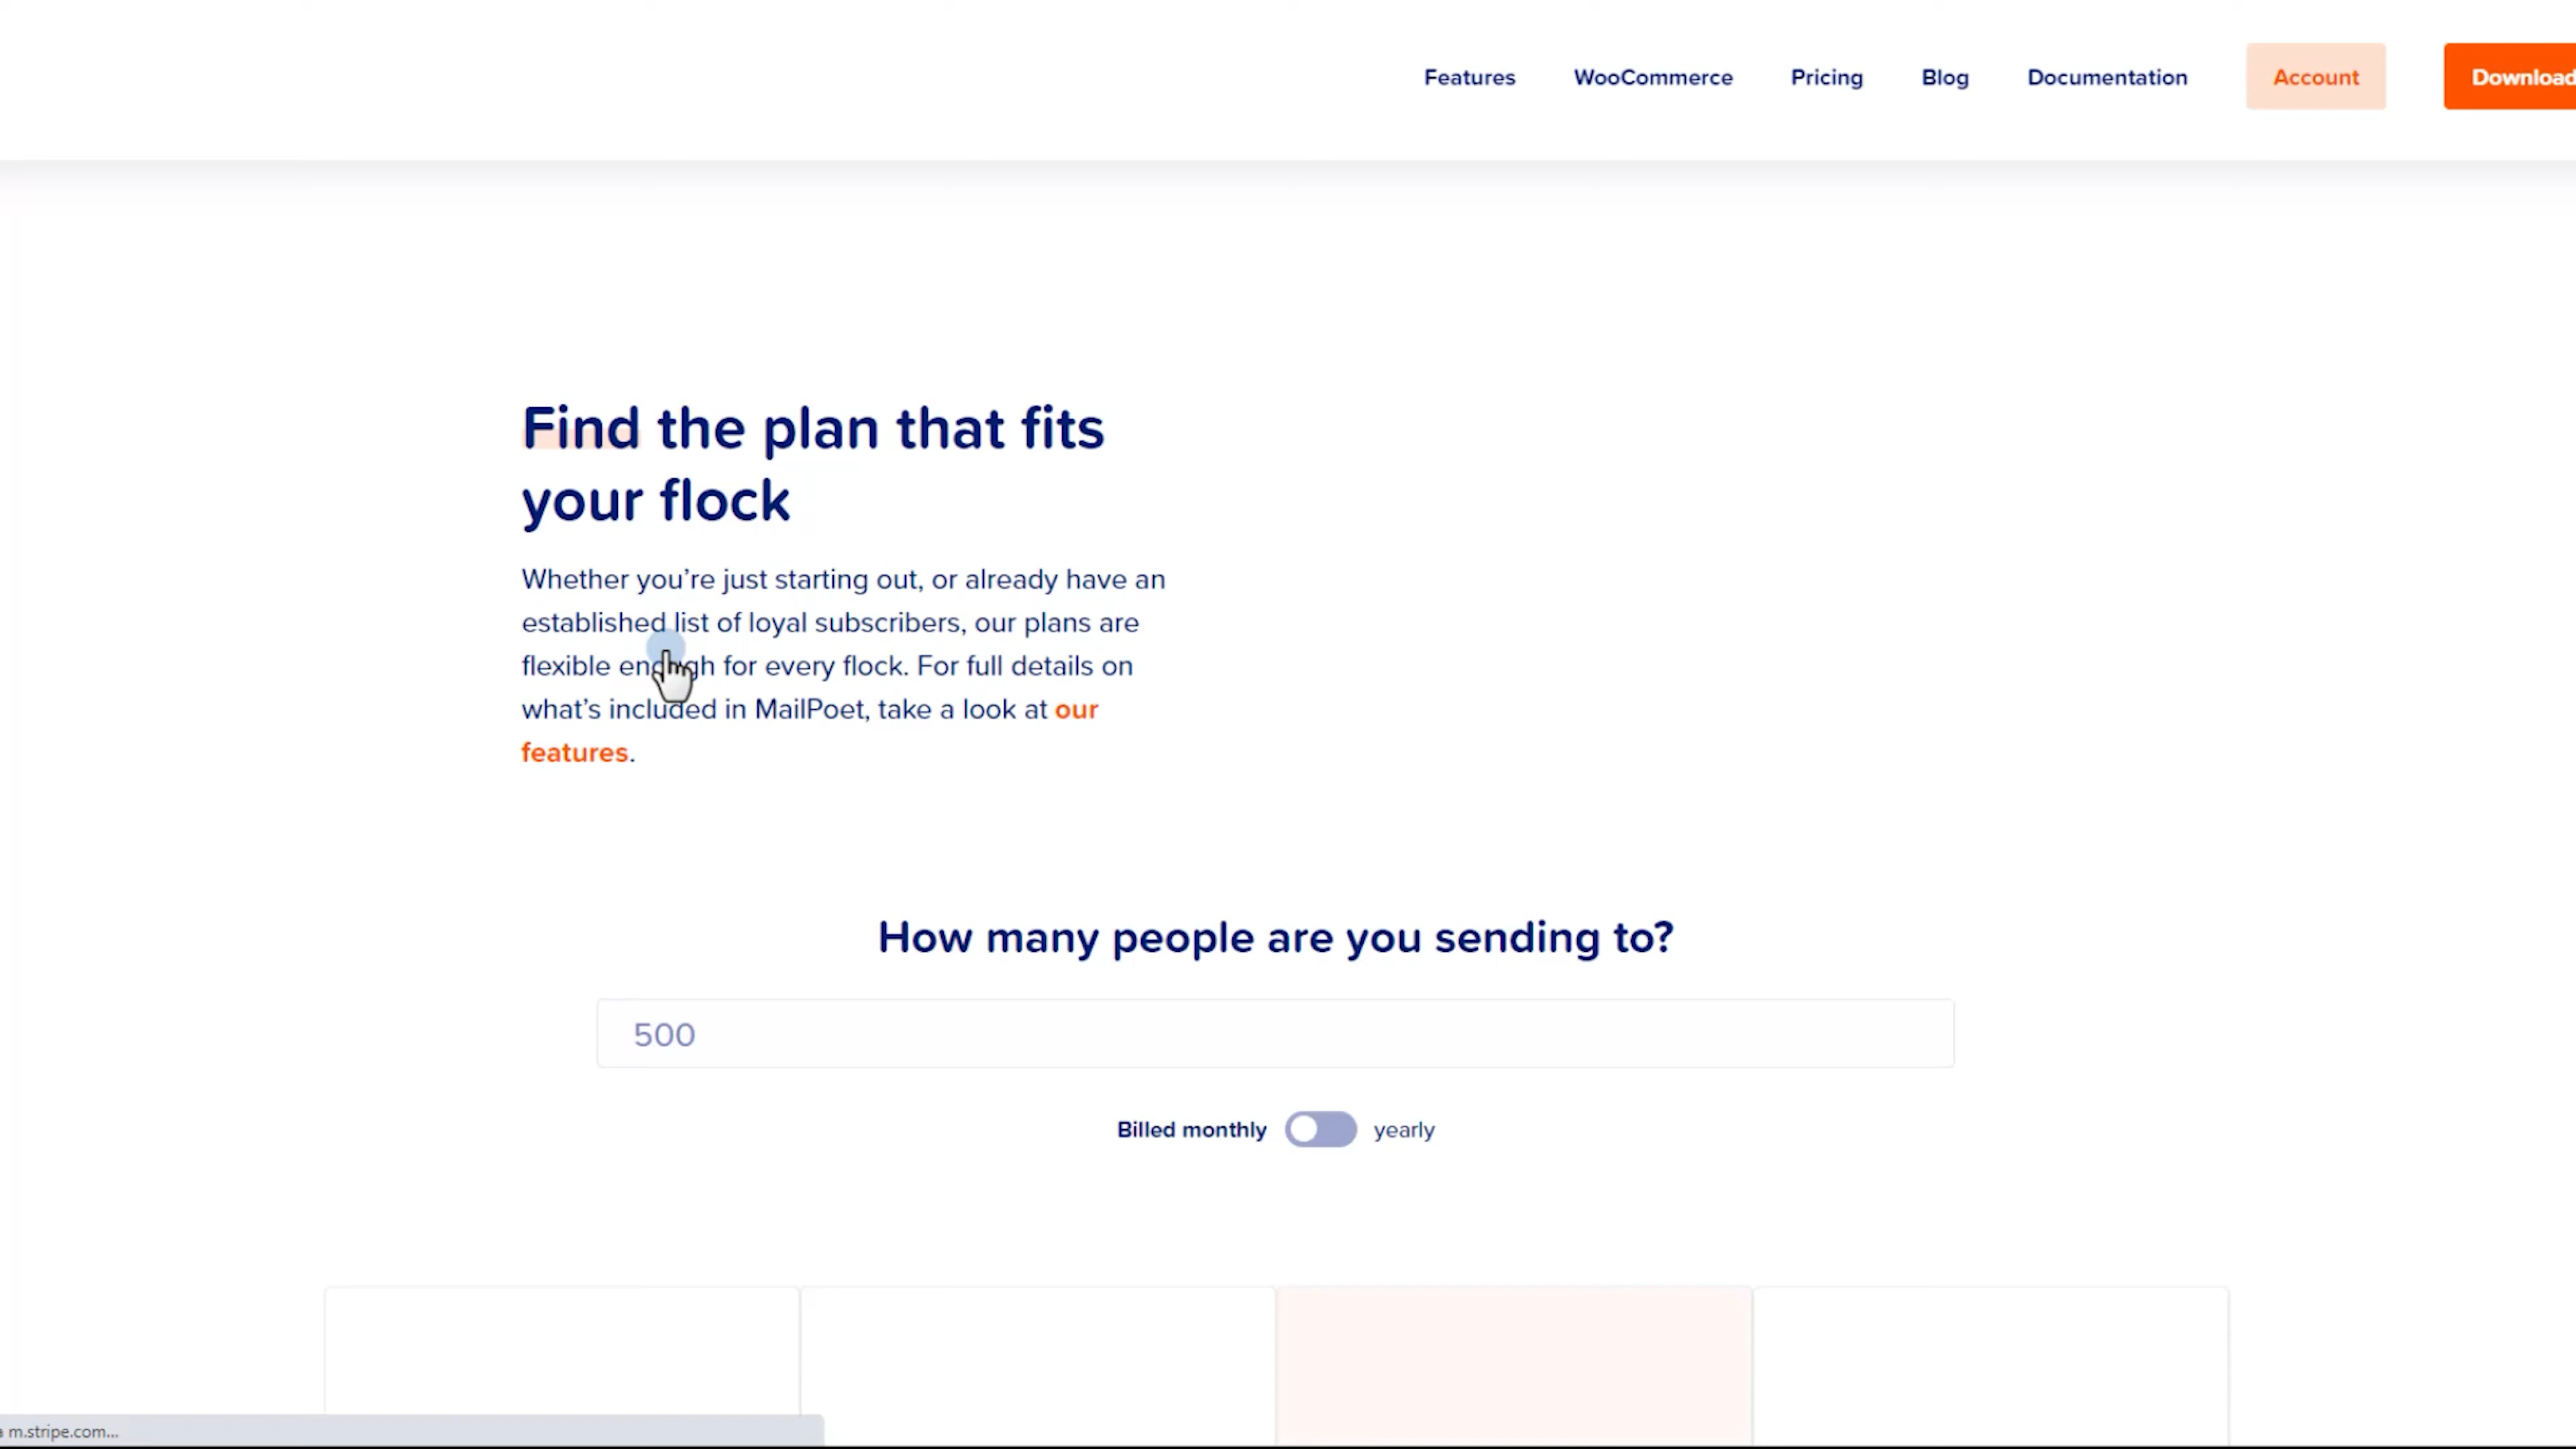 Features WooCommerce Pricing Blog Documentation Account Download
Find the plan that fits
your flock
Whether you're just starting out, or already have an
established list of loyal subscribers, our plans are
flexible enough for every flock. For full details on
what's included in MailPoet, take a look at our
features.
How many people are you sending to?
500
Billed monthly yearly
m.stripe.com...